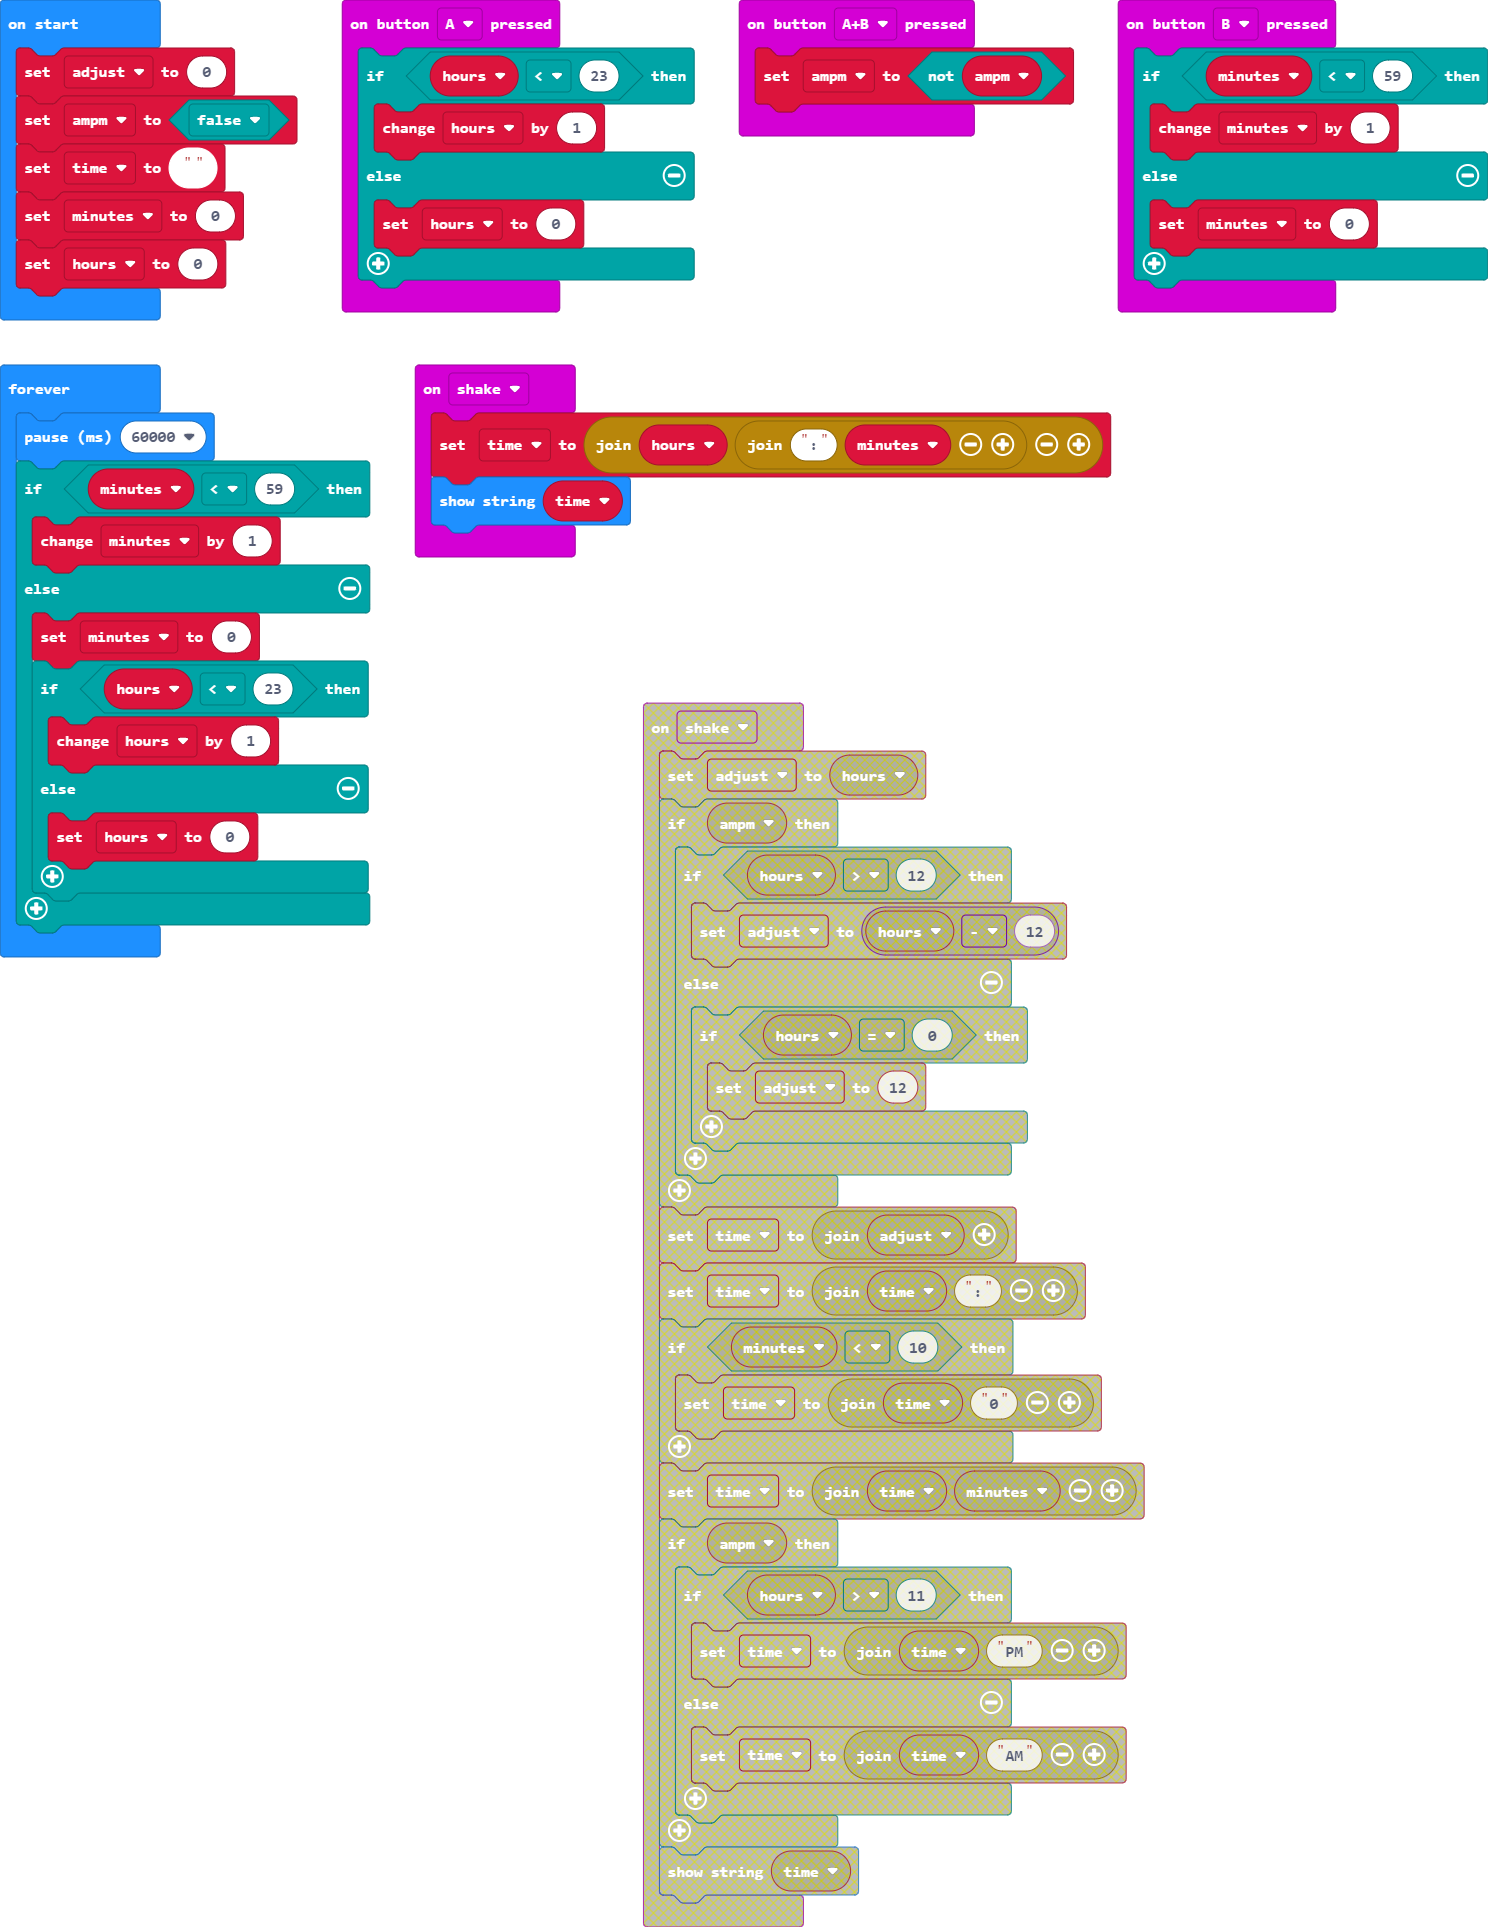 on start
set adjust to 0
set ampm to false
set time to " "
set minutes to 0
set hours to 0
on button A pressed
if hours < 23 then
change hours by 1
else
set hours to 0
on button A+B pressed
set ampm to not ampm
on button B pressed
if minutes < 59 then
change minutes by 1
else
set minutes to 0
forever
pause (ms) 60000
if minutes < 59 then
change minutes by 1
else
set minutes to 0
if hours < 23 then
change hours by 1
else
set hours to 0
on shake
set time to join hours join ":" minutes
show string time
on shake
set adjust to hours
if ampm then
if hours > 12 then
set adjust to hours - 12
else
if hours = 0 then
set adjust to 12
set time to join adjust
set time to join time ":"
if minutes < 10 then
set time to join time "0"
set time to join time minutes
if ampm then
if hours > 11 then
set time to join time "PM"
else
set time to join time "AM"
show string time